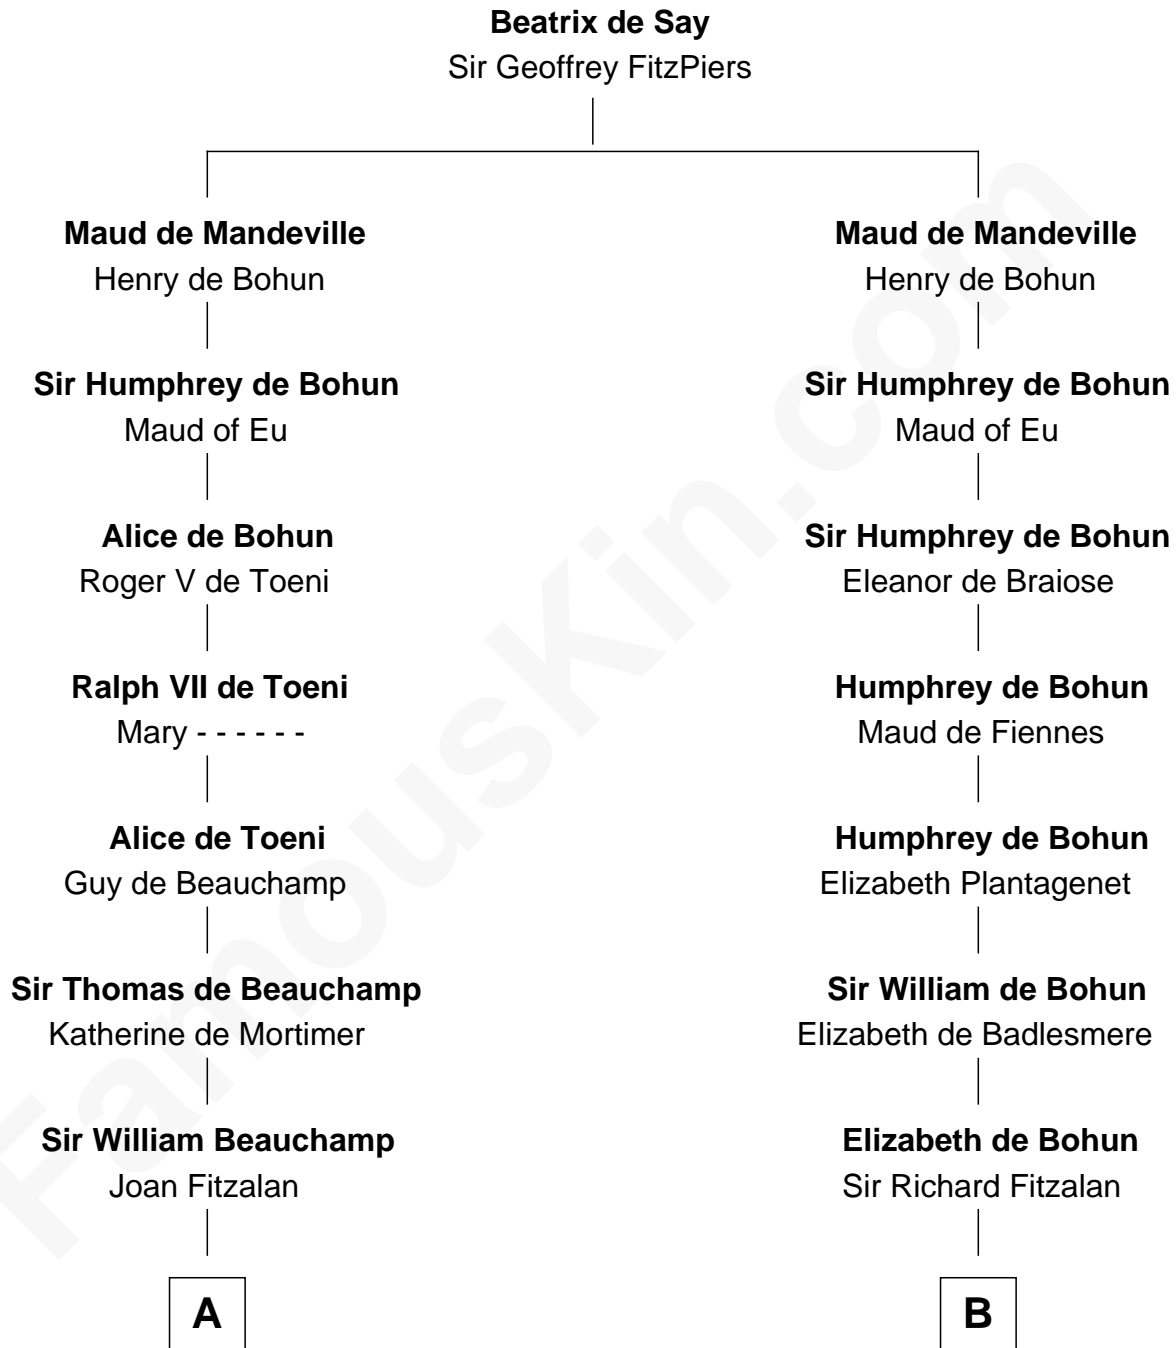 Beatrix de Say
Sir Geoffrey FitzPiers
Maud de Mandeville
Henry de Bohun
Sir Humphrey de Bohun
Maud of Eu
Alice de Bohun
Roger V de Toeni
Ralph VII de Toeni
Mary - - - - - -
Alice de Toeni
Guy de Beauchamp
Sir Thomas de Beauchamp
Katherine de Mortimer
Sir William Beauchamp
Joan Fitzalan
A
Maud de Mandeville
Henry de Bohun
Sir Humphrey de Bohun
Maud of Eu
Sir Humphrey de Bohun
Eleanor de Braiose
Humphrey de Bohun
Maud de Fiennes
Humphrey de Bohun
Elizabeth Plantagenet
Sir William de Bohun
Elizabeth de Badlesmere
Elizabeth de Bohun
Sir Richard Fitzalan
B
FamousKin.com